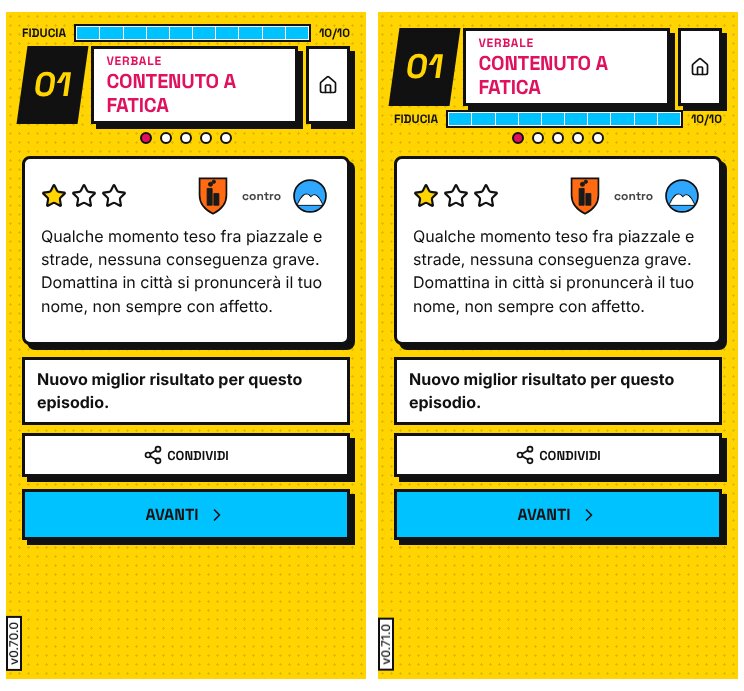 FIDUCIA 10/10
01
VERBALE
CONTENUTO A
FATICA
contro
Qualche momento teso fra piazzale e
strade, nessuna conseguenza grave.
Domattina in città si pronuncerà il tuo
nome, non sempre con affetto.
Nuovo miglior risultato per questo
episodio.
CONDIVIDI
AVANTI
v0.70.0
01
VERBALE
CONTENUTO A
FATICA
FIDUCIA 10/10
contro
Qualche momento teso fra piazzale e
strade, nessuna conseguenza grave.
Domattina in città si pronuncerà il tuo
nome, non sempre con affetto.
Nuovo miglior risultato per questo
episodio.
CONDIVIDI
AVANTI
v0.71.0